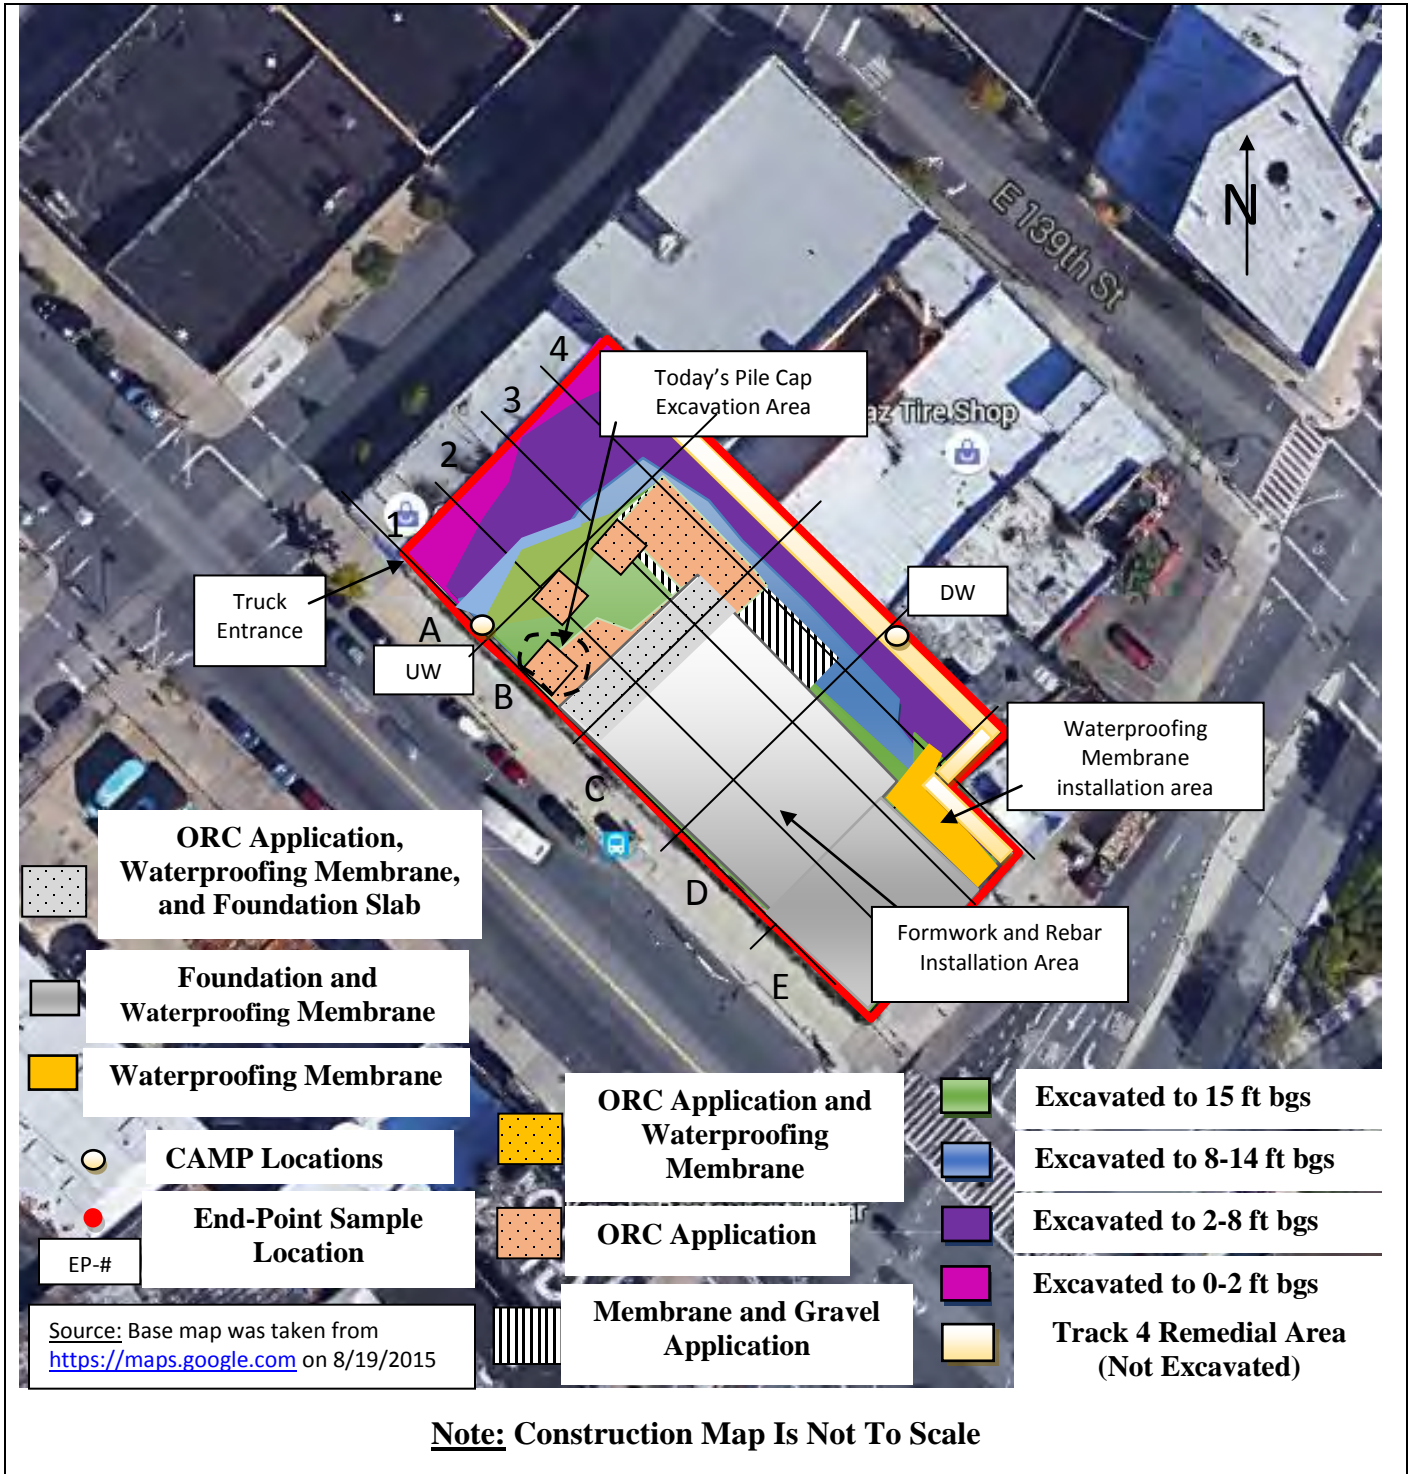 E 139th St
N
4
3
2
1
Today's Pile Cap
Excavation Area
az Tire Shop
Truck
Entrance
A
UW
DW
B
C
D
E
Waterproofing
Membrane
installation area
Formwork and Rebar
Installation Area
ORC Application,
Waterproofing Membrane,
and Foundation Slab
Foundation and
Waterproofing Membrane
Waterproofing Membrane
CAMP Locations
End-Point Sample
Location
EP-#
Source: Base map was taken from
https://maps.google.com on 8/19/2015
ORC Application and
Waterproofing
Membrane
ORC Application
Membrane and Gravel
Application
Excavated to 15 ft bgs
Excavated to 8-14 ft bgs
Excavated to 2-8 ft bgs
Excavated to 0-2 ft bgs
Track 4 Remedial Area
(Not Excavated)
Note: Construction Map Is Not To Scale